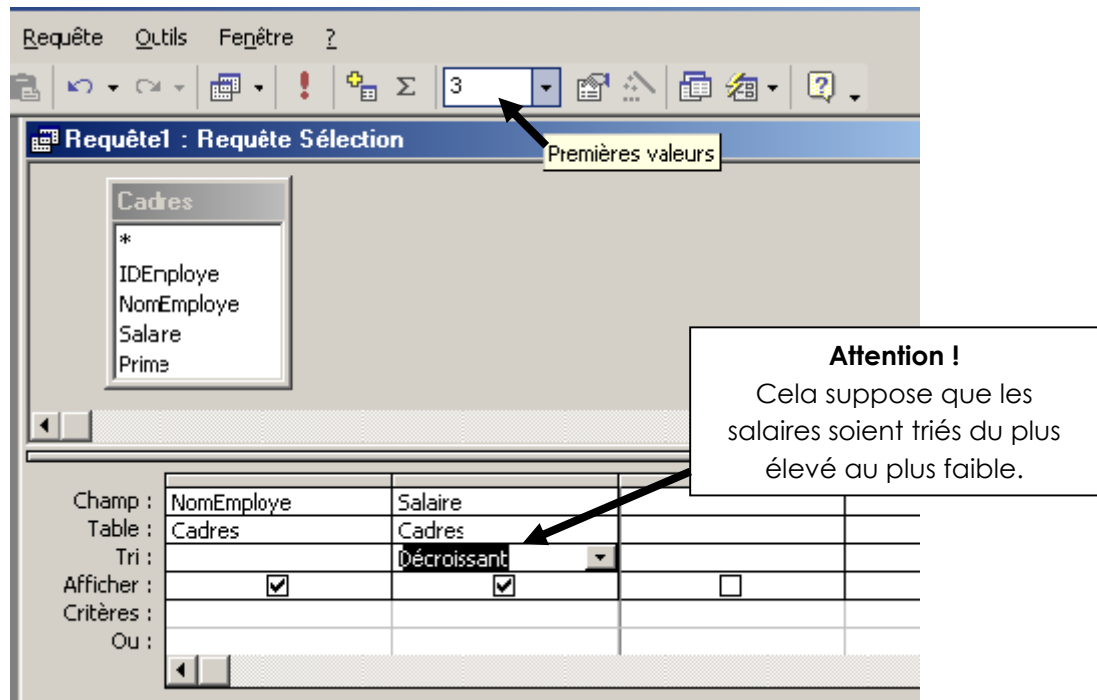 Requête Outils Fenêtre ?
3
Requête1 : Requête Sélection
Premières valeurs
Cadres
*
IDEmploye
NomEmploye
Salaire
Prime
Attention !
Cela suppose que les
salaires soient triés du plus
élevé au plus faible.
Champ : NomEmploye Salaire
Table : Cadres Cadres
Tri : Décroissant
Afficher :
Critères :
Ou :